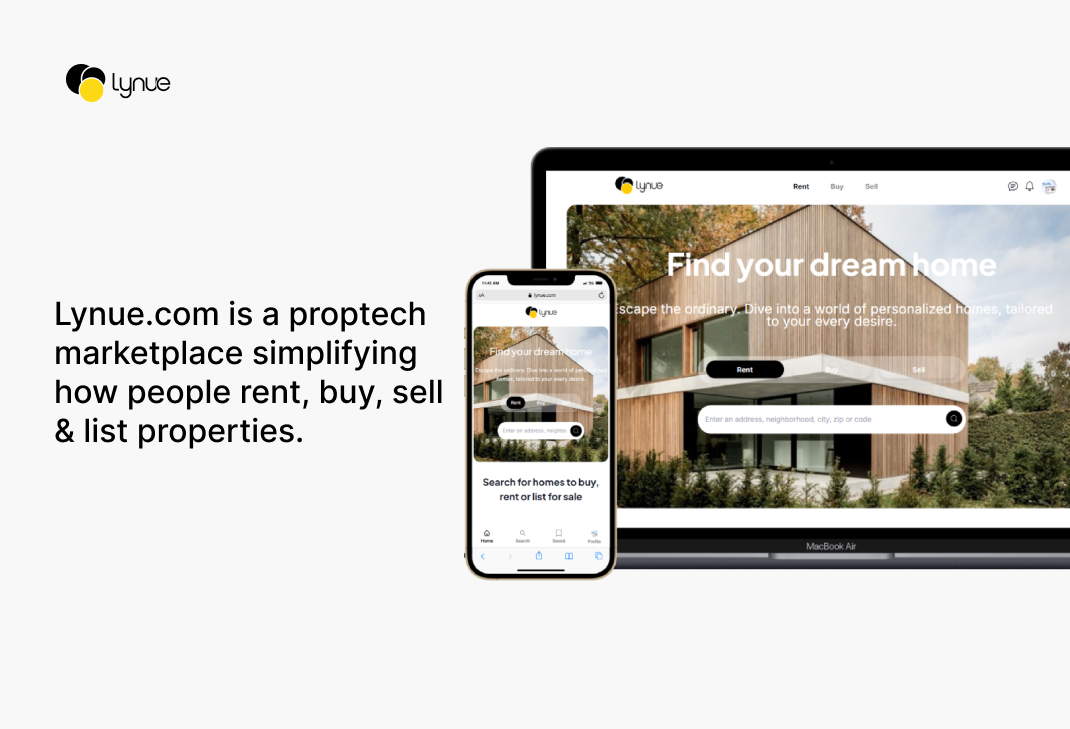 Lynue
Lynue.com is a proptech
marketplace simplifying
how people rent, buy, sell
& list properties.
Lynue
Rent Buy Sell
Find your dream home
Escape the ordinary. Dive into a world of personalized homes, tailored
to your every desire.
Rent Buy Sell
Enter an address, neighborhood, city, zip or code
MacBook Air
11:45 AM 5G
AA lynue.com
Lynue
Find your dream home
Escape the ordinary. Dive into a world of personalized
homes, tailored to your every desire.
Rent Buy
Enter an address, neighbo
Search for homes to buy,
rent or list for sale
Home Search Saved Profile